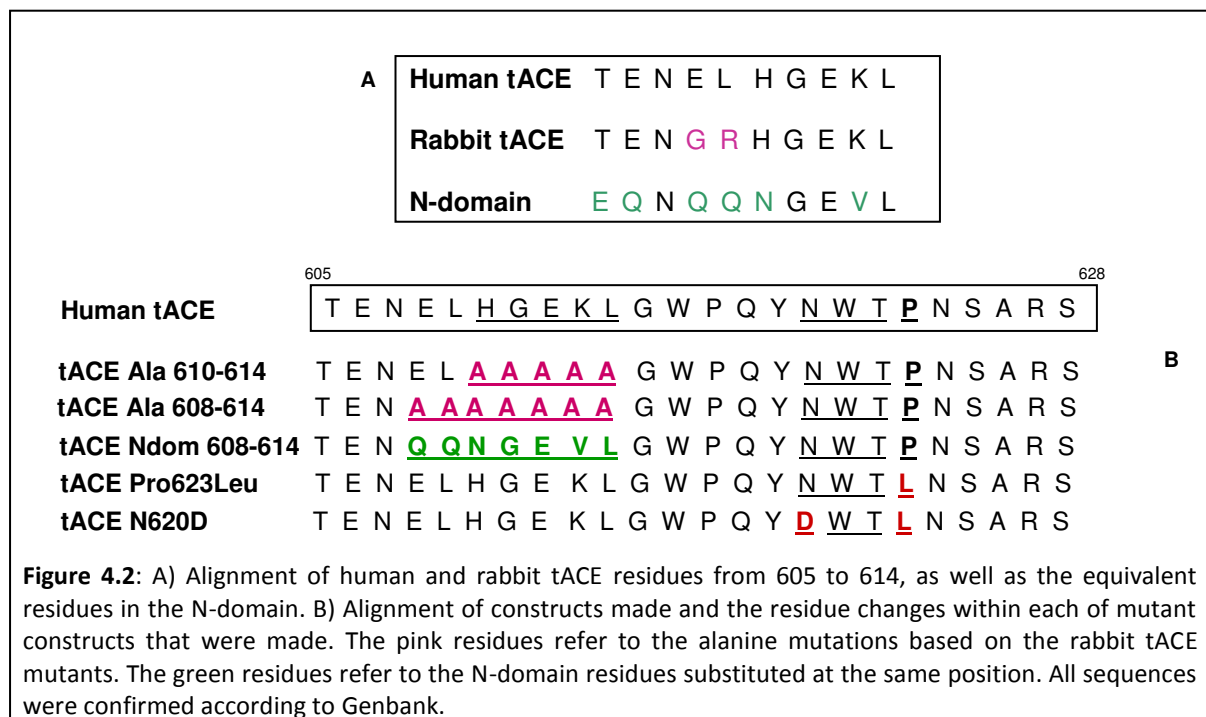 A
Human tACE T E N E L H G E K L
Rabbit tACE T E N G R H G E K L
N-domain E Q N Q Q N G E V L
605 628
Human tACE T E N E L H G E K L G W P Q Y N W T P N S A R S
B
tACE Ala 610-614 T E N E L A A A A A G W P Q Y N W T P N S A R S
tACE Ala 608-614 T E N A A A A A A A G W P Q Y N W T P N S A R S
tACE Ndom 608-614 T E N Q Q N G E V L G W P Q Y N W T P N S A R S
tACE Pro623Leu T E N E L H G E K L G W P Q Y N W T L N S A R S
tACE N620D T E N E L H G E K L G W P Q Y D W T L N S A R S
Figure 4.2: A) Alignment of human and rabbit tACE residues from 605 to 614, as well as the equivalent
residues in the N-domain. B) Alignment of constructs made and the residue changes within each of mutant
constructs that were made. The pink residues refer to the alanine mutations based on the rabbit tACE
mutants. The green residues refer to the N-domain residues substituted at the same position. All sequences
were confirmed according to Genbank.